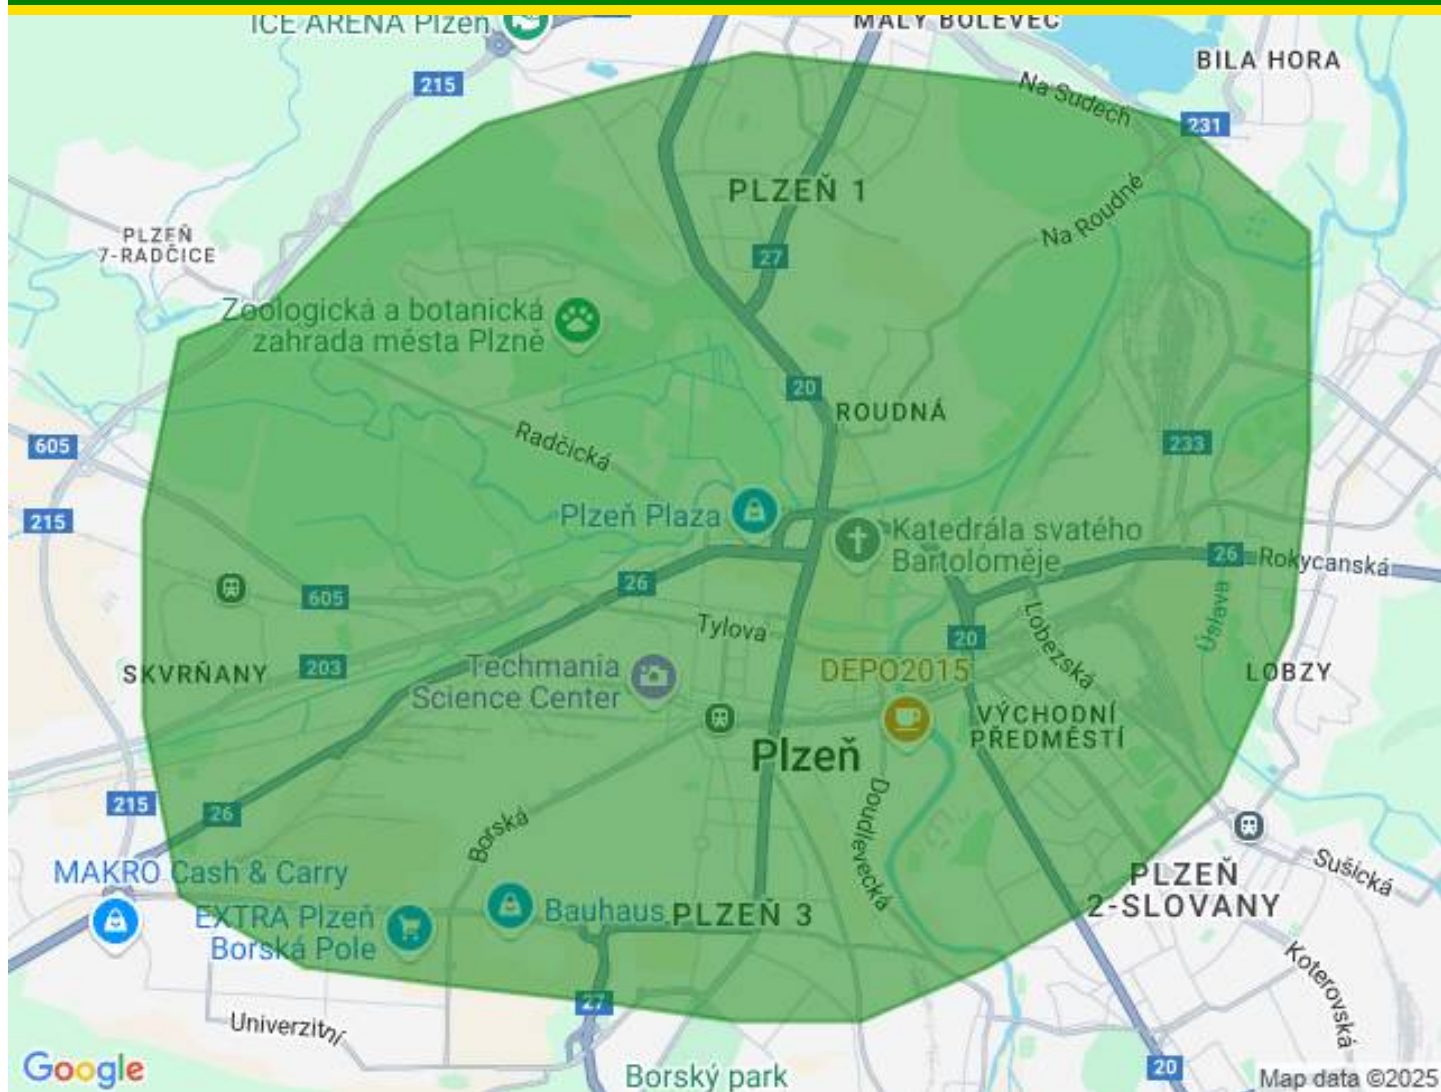 ICE ARENA Plzeň
MALÝ BOLEVEC
BÍLÁ HORA
215
Na Sudech
231
PLZEŇ 1
Na Roudné
PLZEŇ
7-RADČICE
27
Zoologická a botanická
zahrada města Plzně
20
ROUDNÁ
605
Radčická
233
215
Plzeň Plaza
Katedrála svatého
Bartoloměje
26
Rokycanská
26
605
Tylova
20
Lobezská
Úslava
SKVRŇANY
203
Techmania
Science Center
DEPO2015
LOBZY
VÝCHODNÍ
PŘEDMĚSTÍ
Plzeň
215
26
Borská
Doudlevecká
MAKRO Cash & Carry
Sušická
PLZEŇ
2-SLOVANY
EXTRA Plzeň
Borská Pole
Bauhaus
PLZEŇ 3
Koterovská
27
Univerzitní
Google
Borský park
20
Map data ©2025